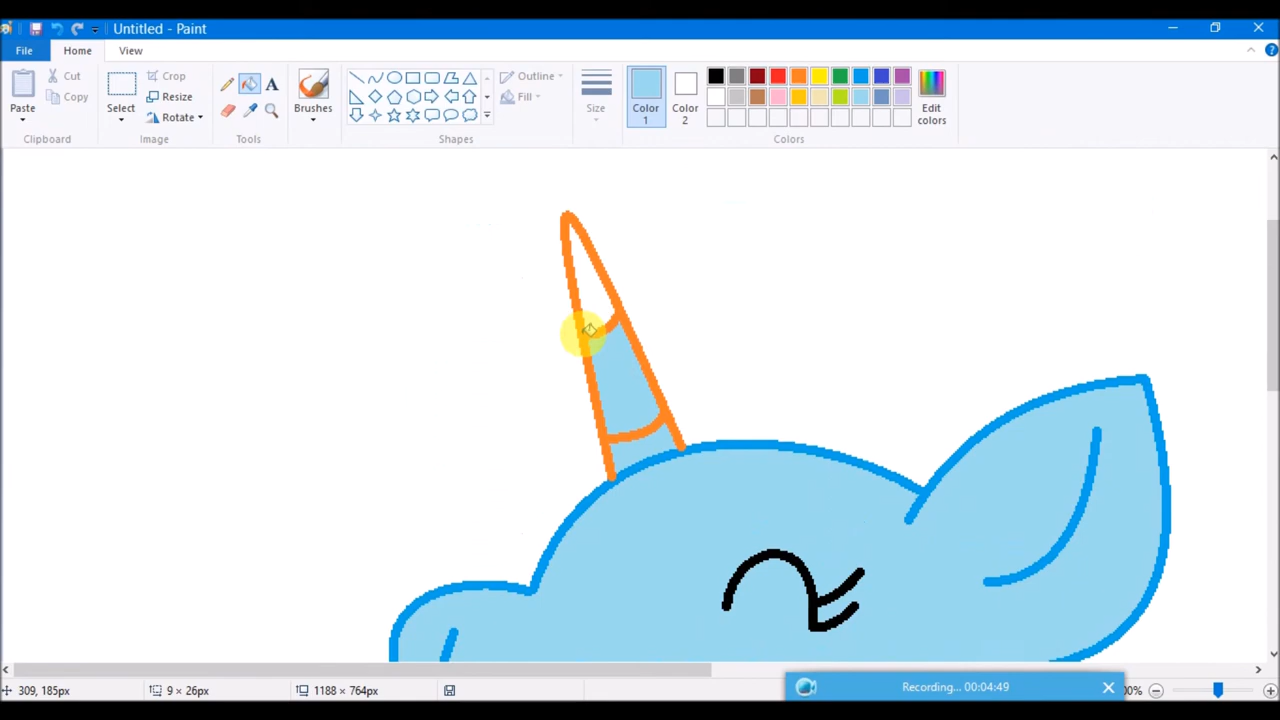 Untitled - Paint
File Home View
Paste
Cut
Copy
Clipboard
Select
Crop
Resize
Rotate
Image
A
Tools
Brushes
Outline
Fill
Shapes
Size
Color 1
Color 2
Edit colors
Colors
309, 185px
9 × 26px
1188 × 764px
Recording... 00:04:49